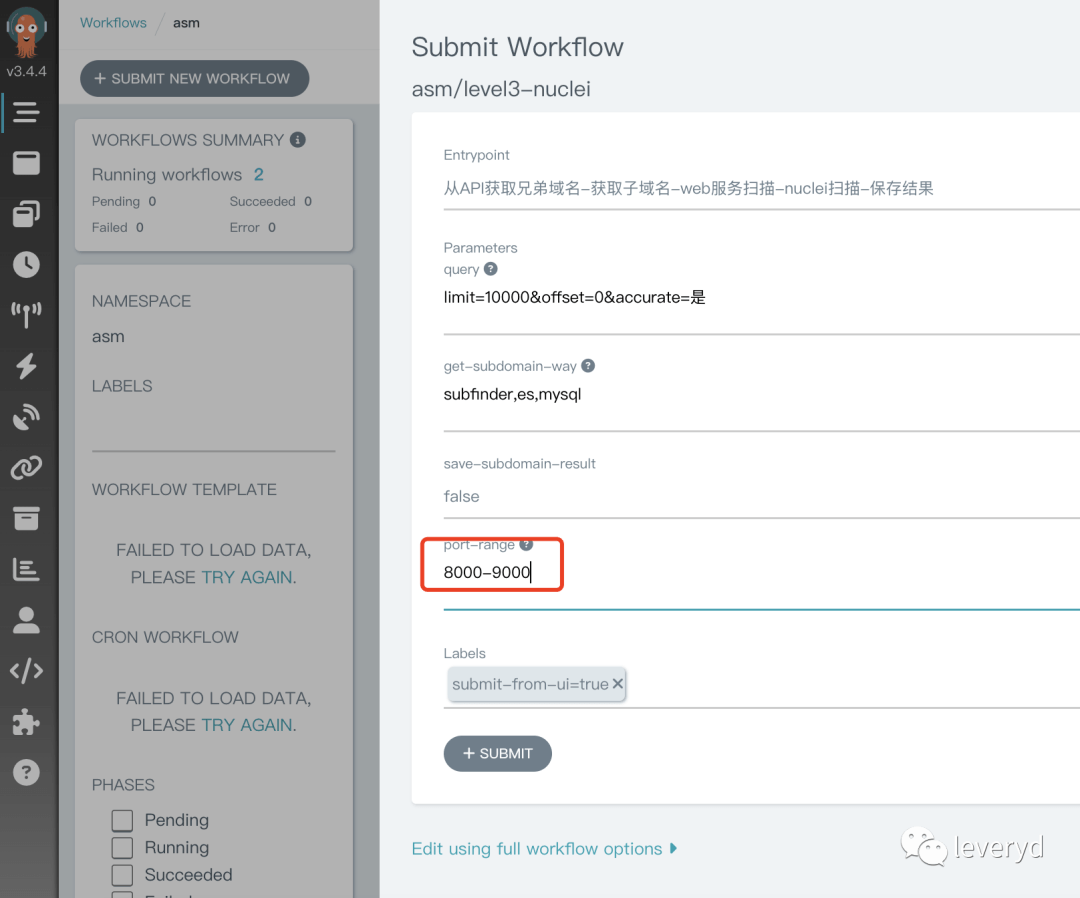 v3.4.4
Workflows / asm
+ SUBMIT NEW WORKFLOW
WORKFLOWS SUMMARY
Running workflows 2
Pending 0 Succeeded 0
Failed 0 Error 0
NAMESPACE
asm
LABELS
WORKFLOW TEMPLATE
FAILED TO LOAD DATA,
PLEASE TRY AGAIN.
CRON WORKFLOW
FAILED TO LOAD DATA,
PLEASE TRY AGAIN.
PHASES
Pending
Running
Succeeded
Submit Workflow
asm/level3-nuclei
Entrypoint
从API获取兄弟域名-获取子域名-web服务扫描-nuclei扫描-保存结果
Parameters
query
limit=10000&offset=0&accurate=是
get-subdomain-way
subfinder,es,mysql
save-subdomain-result
false
port-range
8000-9000
Labels
submit-from-ui=true
+ SUBMIT
Edit using full workflow options
leveryd